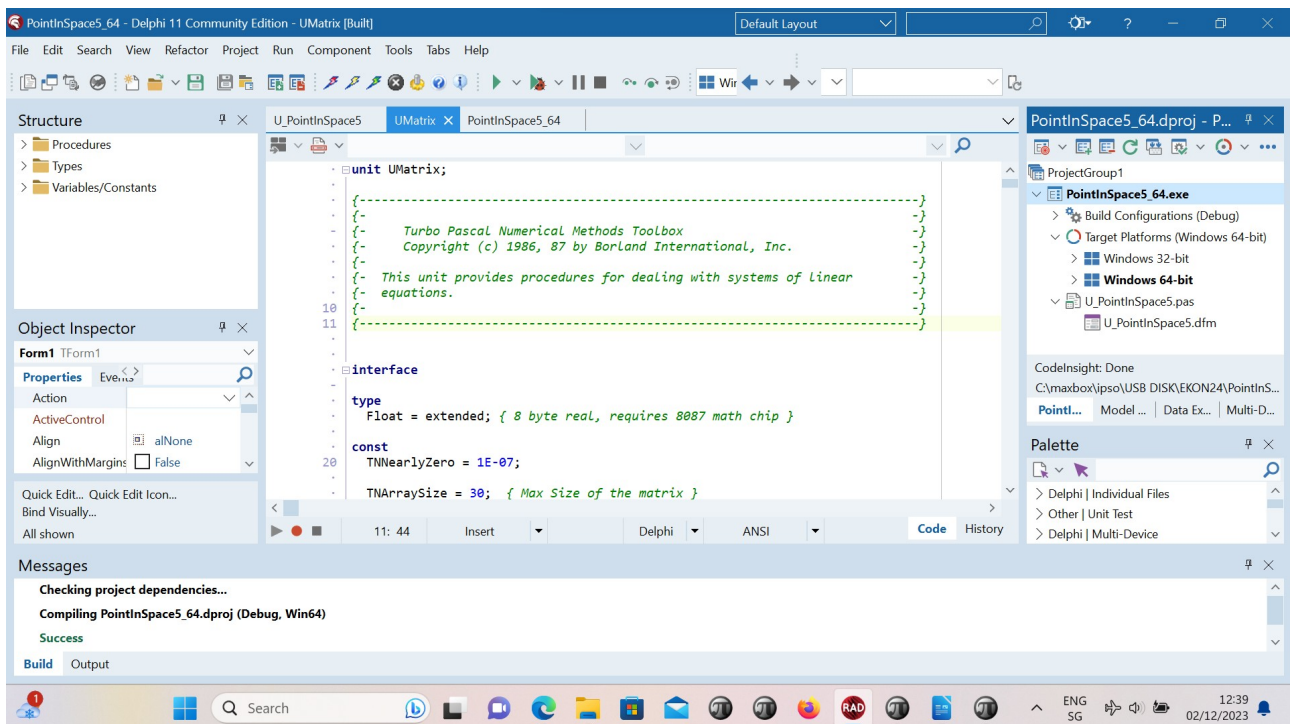 PointInSpace5_64 - Delphi 11 Community Edition - UMatrix [Built]
Default Layout
?
File Edit Search View Refactor Project Run Component Tools Tabs Help
Wir
Structure
Procedures
Types
Variables/Constants
Object Inspector
Form1 TForm1
Properties Events
Action
ActiveControl
Align alNone
AlignWithMargins False
Quick Edit... Quick Edit Icon...
Bind Visually...
All shown
U_PointInSpace5 UMatrix PointInSpace5_64
unit UMatrix;
{----------------------------------------------------------------------------}
{- -}
{- Turbo Pascal Numerical Methods Toolbox -}
{- Copyright (c) 1986, 87 by Borland International, Inc. -}
{- -}
{- This unit provides procedures for dealing with systems of linear -}
{- equations. -}
10 {- -}
11 {----------------------------------------------------------------------------}
interface
type
Float = extended; { 8 byte real, requires 8087 math chip }
const
20 TNNearlyZero = 1E-07;
TNArraySize = 30; { Max Size of the matrix }
11: 44 Insert Delphi ANSI Code History
PointInSpace5_64.dproj - P...
ProjectGroup1
PointInSpace5_64.exe
Build Configurations (Debug)
Target Platforms (Windows 64-bit)
Windows 32-bit
Windows 64-bit
U_PointInSpace5.pas
U_PointInSpace5.dfm
CodeInsight: Done
C:\maxbox\ipso\USB DISK\EKON24\PointInS...
PointI... Model ... Data Ex... Multi-D...
Palette
Delphi | Individual Files
Other | Unit Test
Delphi | Multi-Device
Messages
Checking project dependencies...
Compiling PointInSpace5_64.dproj (Debug, Win64)
Success
Build Output
1
Search
RAD
ENG
SG
12:39
02/12/2023